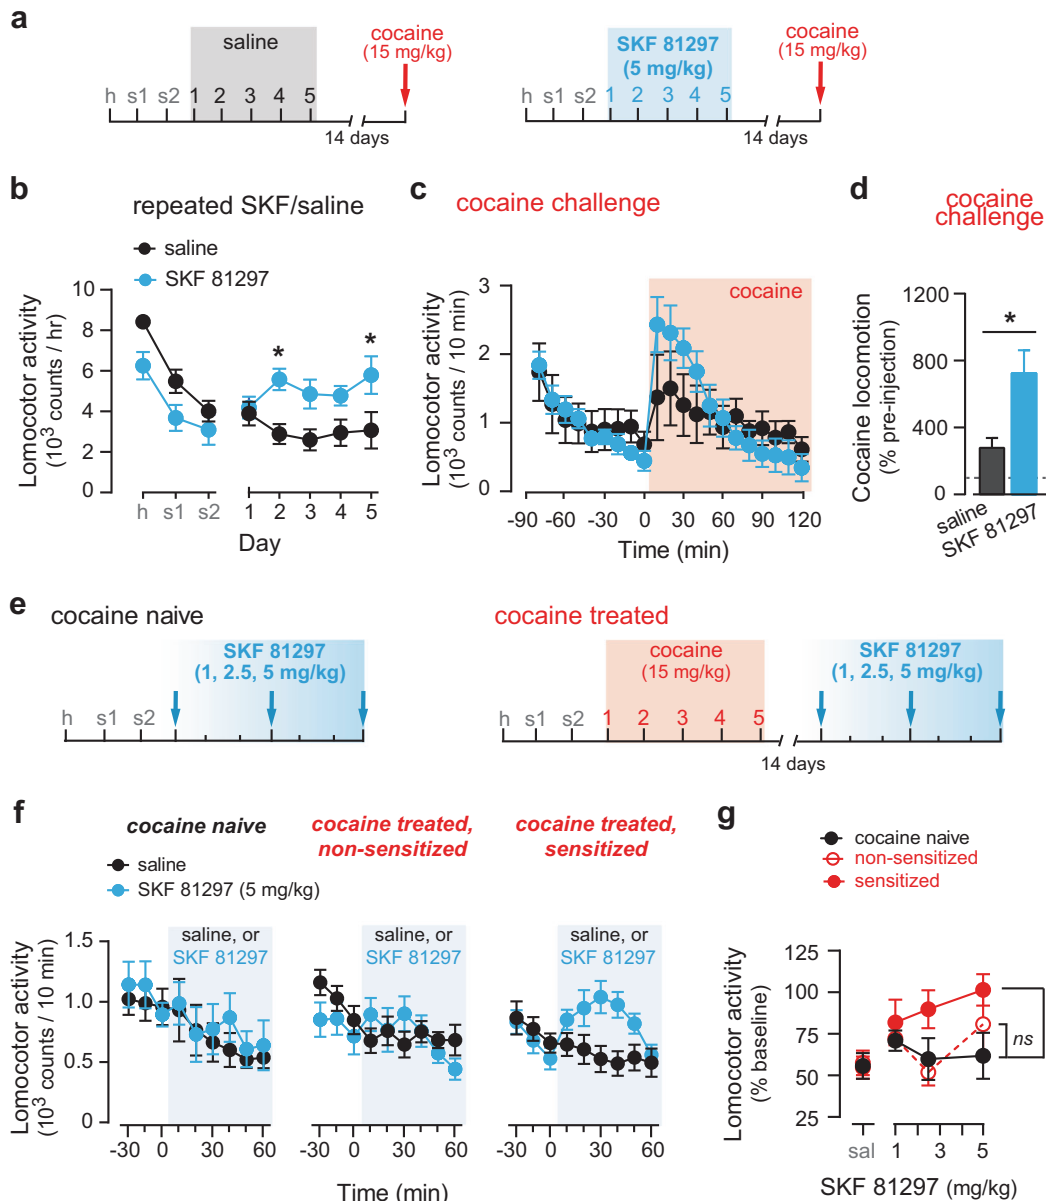 a
saline
cocaine
(15 mg/kg)
h s1 s2 1 2 3 4 5
14 days
SKF 81297
(5 mg/kg)
cocaine
(15 mg/kg)
h s1 s2 1 2 3 4 5
14 days
b
repeated SKF/saline
saline
SKF 81297
Lomocotor activity
(10³ counts / hr)
10
8
6
4
2
0
* *
h s1 s2 1 2 3 4 5
Day
c
cocaine challenge
Lomocotor activity
(10³ counts / 10 min)
3
2
1
0
cocaine
-90 -60 -30 0 30 60 90 120
Time (min)
d
cocaine
challenge
Cocaine locomotion
(% pre-injection)
1200
800
400
0
*
saline
SKF 81297
e
cocaine naive
SKF 81297
(1, 2.5, 5 mg/kg)
h s1 s2
cocaine treated
cocaine
(15 mg/kg)
h s1 s2 1 2 3 4 5
14 days
SKF 81297
(1, 2.5, 5 mg/kg)
f
cocaine naive
saline
SKF 81297 (5 mg/kg)
cocaine treated,
non-sensitized
cocaine treated,
sensitized
Lomocotor activity
(10³ counts / 10 min)
1.5
1.0
0.5
0
saline, or
SKF 81297
saline, or
SKF 81297
saline, or
SKF 81297
-30 0 30 60 -30 0 30 60 -30 0 30 60
Time (min)
g
cocaine naive
non-sensitized
sensitized
Lomocotor activity
(% baseline)
125
100
75
50
25
ns
sal 1 3 5
SKF 81297 (mg/kg)